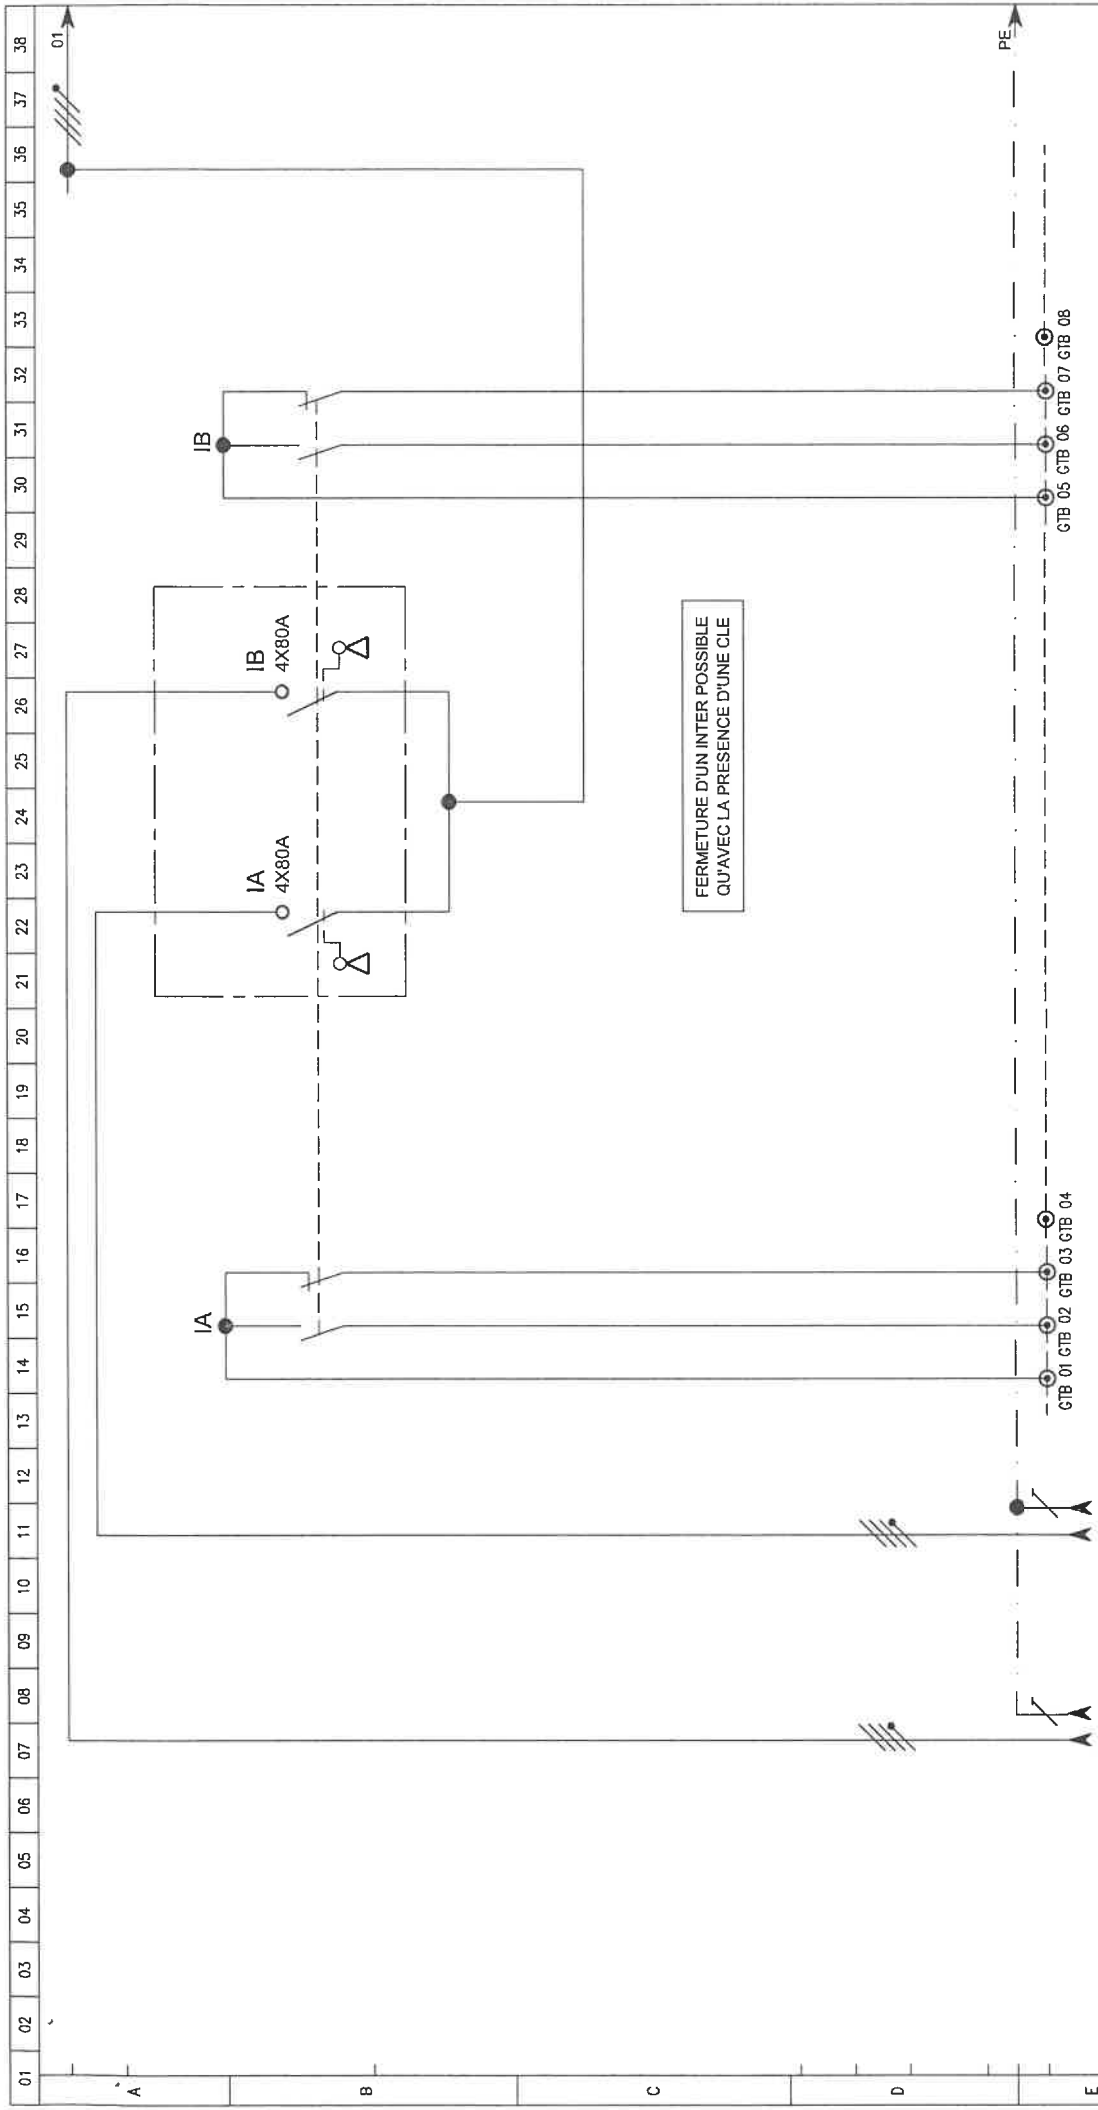 01 02 03 04 05 06 07 08 09 10 11 12 13 14 15 16 17 18 19 20 21 22 23 24 25 26 27 28 29 30 31 32 33 34 35 36 37 38
01
A
B
C
D
E
IA
IB
IA
4X80A
IB
4X80A
FERMETURE D'UN INTER POSSIBLE
QU'AVEC LA PRESENCE D'UNE CLE
PE
GTB 01 GTB 02 GTB 03 GTB 04
GTB 05 GTB 06 GTB 07 GTB 08